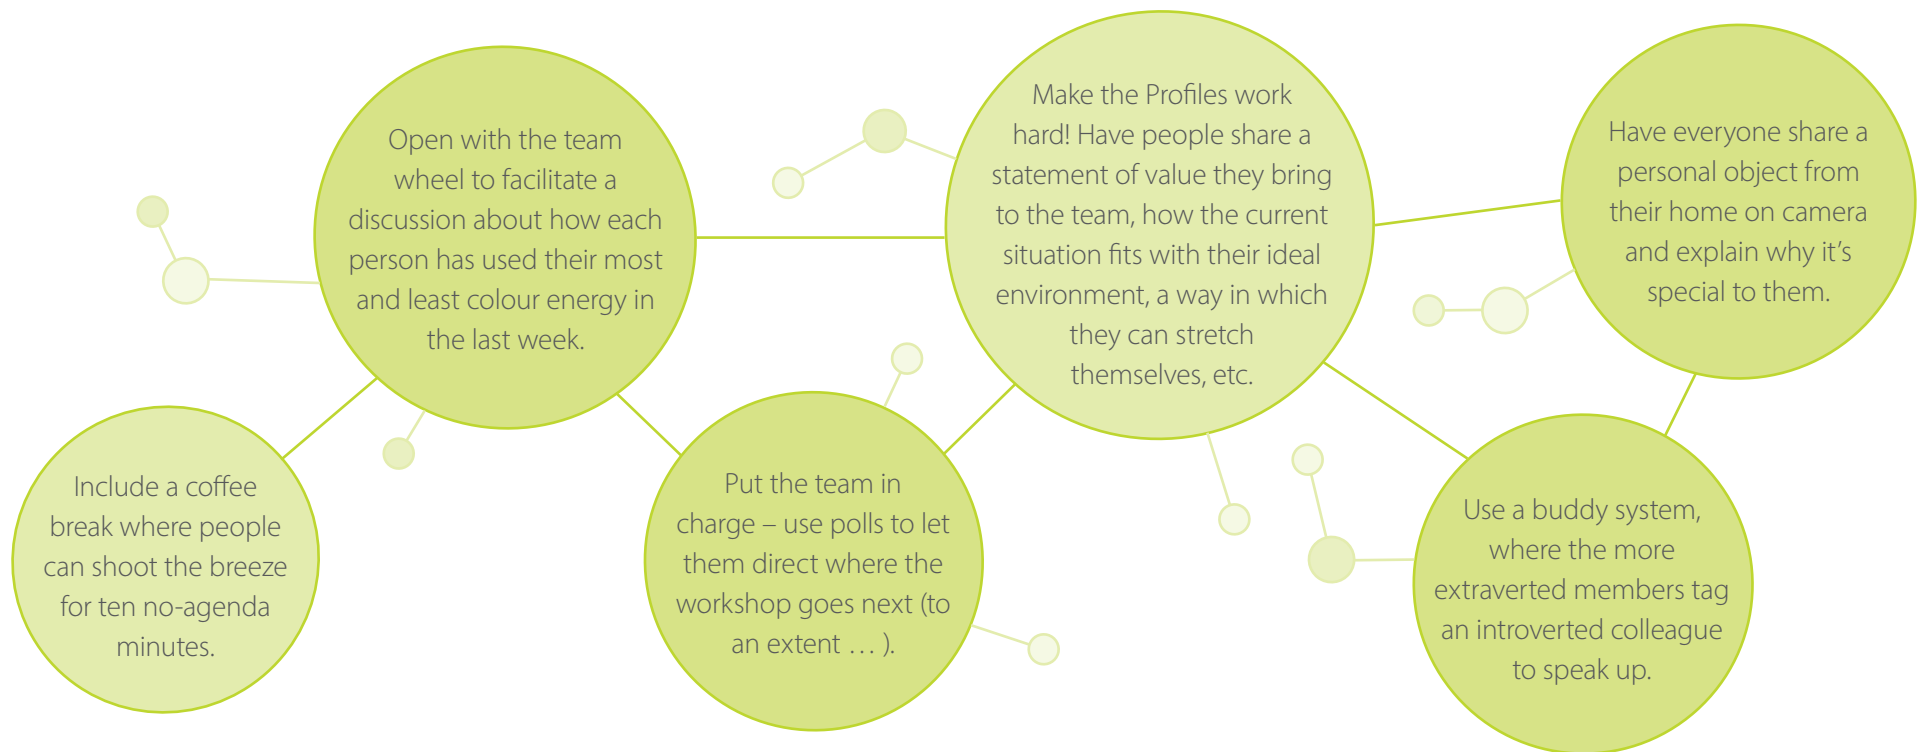 Open with the team
wheel to facilitate a
discussion about how each
person has used their most
and least colour energy in
the last week.
Make the Profiles work
hard! Have people share a
statement of value they bring
to the team, how the current
situation fits with their ideal
environment, a way in which
they can stretch
themselves, etc.
Have everyone share a
personal object from
their home on camera
and explain why it’s
special to them.
Include a coffee
break where people
can shoot the breeze
for ten no-agenda
minutes.
Put the team in
charge – use polls to let
them direct where the
workshop goes next (to
an extent … ).
Use a buddy system,
where the more
extraverted members tag
an introverted colleague
to speak up.